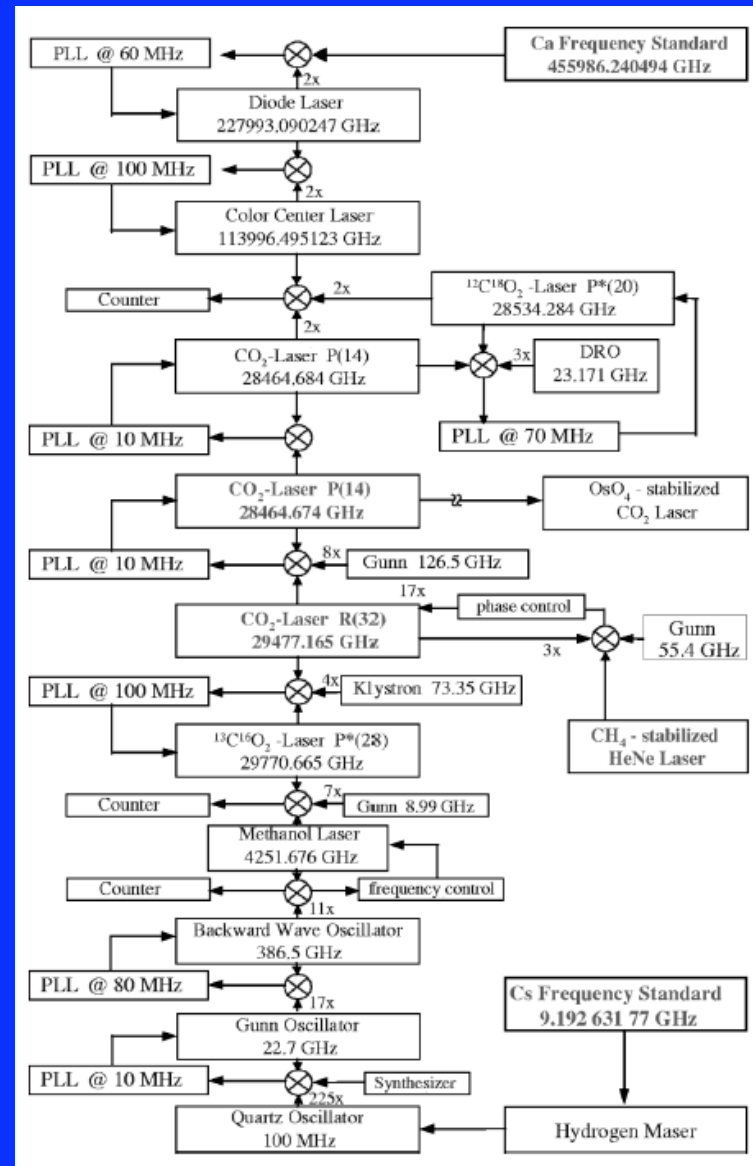 PLL @ 60 MHz
Ca Frequency Standard
455986.240494 GHz
2x
Diode Laser
227993.090247 GHz
PLL @ 100 MHz
2x
Color Center Laser
113996.495123 GHz
Counter
2x
¹²C¹⁸O₂ -Laser P*(20)
28534.284 GHz
2x
CO₂-Laser P(14)
28464.684 GHz
3x
DRO
23.171 GHz
PLL @ 10 MHz
PLL @ 70 MHz
CO₂-Laser P(14)
28464.674 GHz
OsO₄ - stabilized
CO₂ Laser
PLL @ 10 MHz
8x
Gunn 126.5 GHz
17x
phase control
CO₂-Laser R(32)
29477.165 GHz
3x
Gunn
55.4 GHz
PLL @ 100 MHz
4x
Klystron 73.35 GHz
¹³C¹⁶O₂ -Laser P*(28)
29770.665 GHz
CH₄ - stabilized
HeNe Laser
Counter
7x
Gunn 8.99 GHz
Methanol Laser
4251.676 GHz
Counter
frequency control
11x
Backward Wave Oscillator
386.5 GHz
PLL @ 80 MHz
17x
Cs Frequency Standard
9.192 631 77 GHz
Gunn Oscillator
22.7 GHz
PLL @ 10 MHz
Synthesizer
225x
Quartz Oscillator
100 MHz
Hydrogen Maser